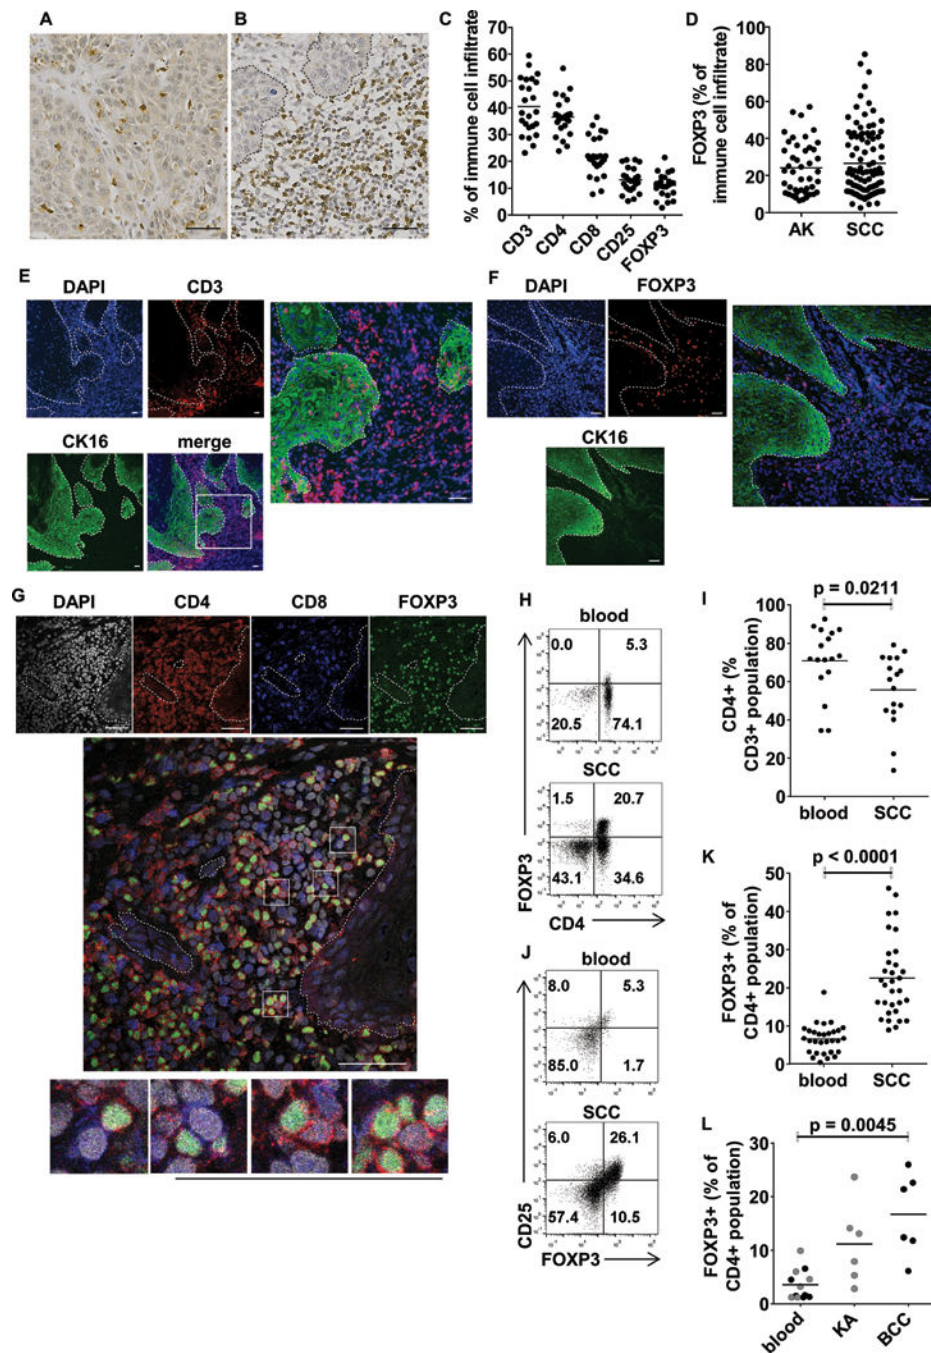 A
B
C
% of immune cell infiltrate
70
60
50
40
30
20
10
0
CD3
CD4
CD8
CD25
FOXP3
D
FOXP3 (% of
immune cell infiltrate)
100
80
60
40
20
0
AK
SCC
E
DAPI
CD3
CK16
merge
F
DAPI
FOXP3
CK16
G
DAPI
CD4
CD8
FOXP3
H
blood
0.0
5.3
20.5
74.1
SCC
1.5
20.7
43.1
34.6
FOXP3
CD4
I
p = 0.0211
CD4+ (%
CD3+ population)
100
80
60
40
20
0
blood
SCC
J
blood
8.0
5.3
85.0
1.7
SCC
6.0
26.1
57.4
10.5
CD25
FOXP3
K
p < 0.0001
FOXP3+ (% of
CD4+ population)
50
40
30
20
10
0
blood
SCC
L
p = 0.0045
FOXP3+ (% of
CD4+ population)
30
20
10
0
blood
KA
BCC